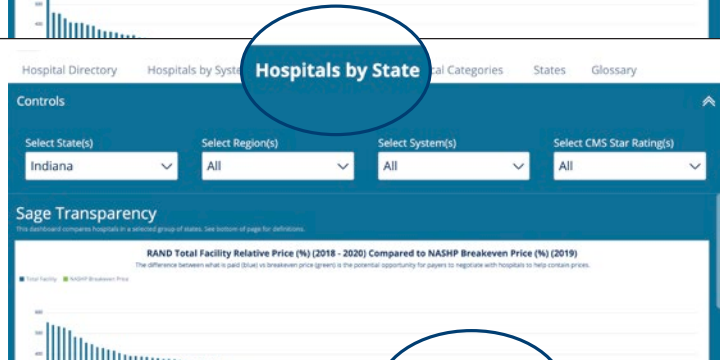 Hospital Directory
Hospitals by Syste
Hospitals by State
cal Categories
States
Glossary
Controls
Select State(s)
Select Region(s)
Select System(s)
Select CMS Star Rating(s)
Indiana
All
All
All
Sage Transparency
This dashboard compares hospitals in a selected group of states. See bottom of page for definitions.
RAND Total Facility Relative Price (%) (2018 - 2020) Compared to NASHP Breakeven Price (%) (2019)
The difference between what is paid (blue) vs breakeven price (green) is the potential opportunity for payers to negotiate with hospitals to help contain prices.
Total Facility
NASHP Breakeven Price